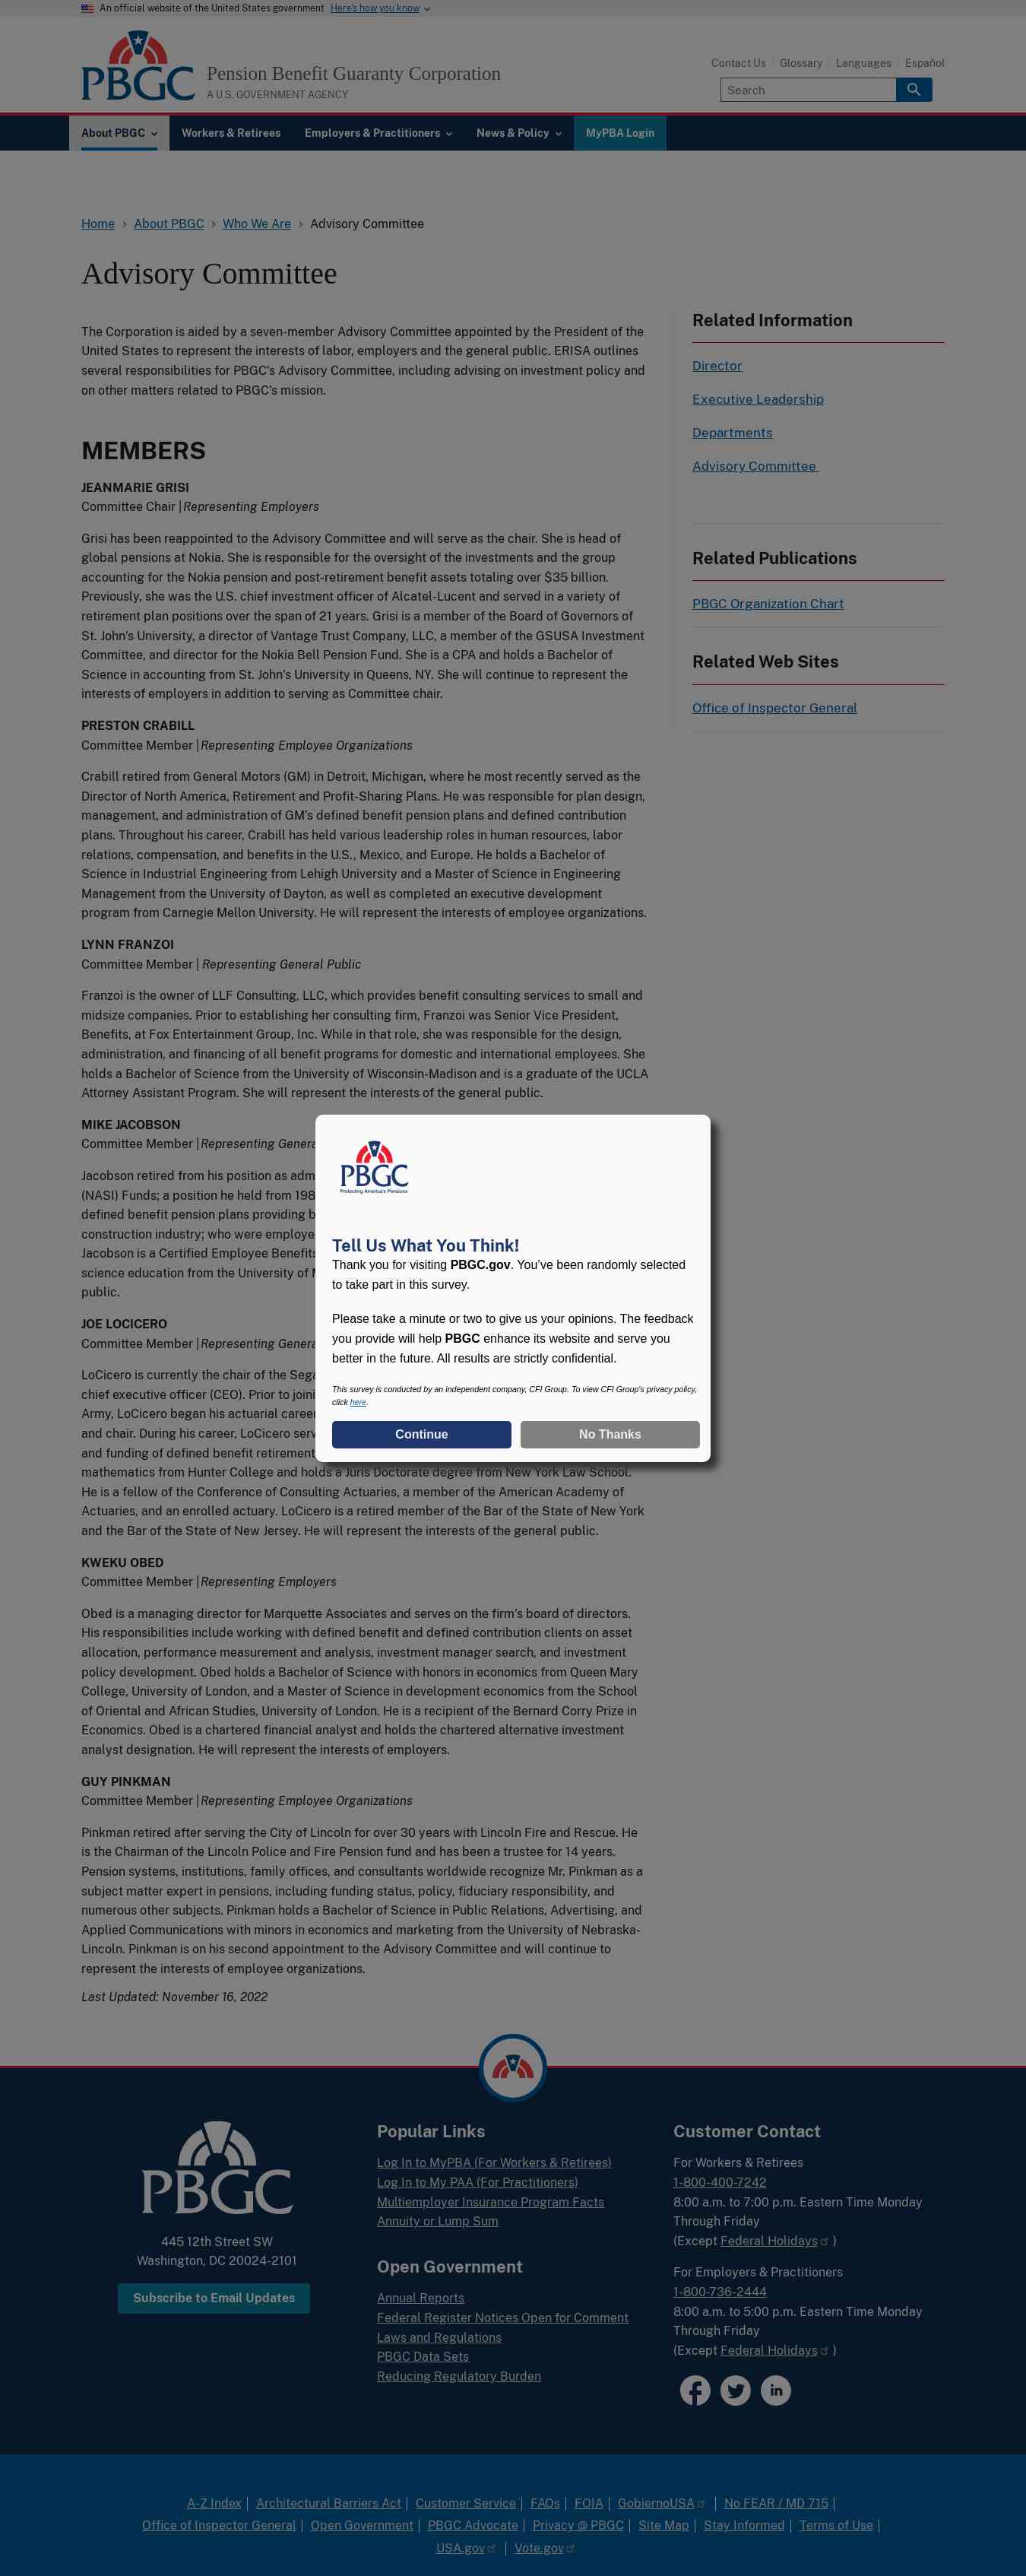 An official website of the United States government Here's how you know
PBGC
Pension Benefit Guaranty Corporation
A U.S. GOVERNMENT AGENCY
Contact Us Glossary Languages Español
Search
About PBGC Workers & Retirees Employers & Practitioners News & Policy MyPBA Login
Home About PBGC Who We Are Advisory Committee
Advisory Committee
The Corporation is aided by a seven-member Advisory Committee appointed by the President of the
United States to represent the interests of labor, employers and the general public. ERISA outlines
several responsibilities for PBGC's Advisory Committee, including advising on investment policy and
on other matters related to PBGC's mission.
MEMBERS
JEANMARIE GRISI
Committee Chair | Representing Employers
Grisi has been reappointed to the Advisory Committee and will serve as the chair. She is head of
global pensions at Nokia. She is responsible for the oversight of the investments and the group
accounting for the Nokia pension and post-retirement benefit assets totaling over $35 billion.
Previously, she was the U.S. chief investment officer of Alcatel-Lucent and served in a variety of
retirement plan positions over the span of 21 years. Grisi is a member of the Board of Governors of
St. John's University, a director of Vantage Trust Company, LLC, a member of the GSUSA Investment
Committee, and director for the Nokia Bell Pension Fund. She is a CPA and holds a Bachelor of
Science in accounting from St. John's University in Queens, NY. She will continue to represent the
interests of employers in addition to serving as Committee chair.
PRESTON CRABILL
Committee Member | Representing Employee Organizations
Crabill retired from General Motors (GM) in Detroit, Michigan, where he most recently served as the
Director of North America, Retirement and Profit-Sharing Plans. He was responsible for plan design,
management, and administration of GM's defined benefit pension plans and defined contribution
plans. Throughout his career, Crabill has held various leadership roles in human resources, labor
relations, compensation, and benefits in the U.S., Mexico, and Europe. He holds a Bachelor of
Science in Industrial Engineering from Lehigh University and a Master of Science in Engineering
Management from the University of Dayton, as well as completed an executive development
program from Carnegie Mellon University. He will represent the interests of employee organizations.
LYNN FRANZOI
Committee Member | Representing General Public
Franzoi is the owner of LLF Consulting, LLC, which provides benefit consulting services to small and
midsize companies. Prior to establishing her consulting firm, Franzoi was Senior Vice President,
Benefits, at Fox Entertainment Group, Inc. While in that role, she was responsible for the design,
administration, and financing of all benefit programs for domestic and international employees. She
holds a Bachelor of Science from the University of Wisconsin-Madison and is a graduate of the UCLA
Attorney Assistant Program. She will represent the interests of the general public.
MIKE JACOBSON
Committee Member | Representing Genera
Jacobson retired from his position as adm
(NASI) Funds; a position he held from 198
defined benefit pension plans providing b
construction industry; who were employe
Jacobson is a Certified Employee Benefits
science education from the University of M
public.
JOE LOCICERO
Committee Member | Representing Genera
LoCicero is currently the chair of the Sega
chief executive officer (CEO). Prior to joini
Army, LoCicero began his actuarial career
and chair. During his career, LoCicero serv
and funding of defined benefit retirement
mathematics from Hunter College and holds a Juris Doctorate degree from New York Law School.
He is a fellow of the Conference of Consulting Actuaries, a member of the American Academy of
Actuaries, and an enrolled actuary. LoCicero is a retired member of the Bar of the State of New York
and the Bar of the State of New Jersey. He will represent the interests of the general public.
KWEKU OBED
Committee Member | Representing Employers
Obed is a managing director for Marquette Associates and serves on the firm's board of directors.
His responsibilities include working with defined benefit and defined contribution clients on asset
allocation, performance measurement and analysis, investment manager search, and investment
policy development. Obed holds a Bachelor of Science with honors in economics from Queen Mary
College, University of London, and a Master of Science in development economics from the School
of Oriental and African Studies, University of London. He is a recipient of the Bernard Corry Prize in
Economics. Obed is a chartered financial analyst and holds the chartered alternative investment
analyst designation. He will represent the interests of employers.
GUY PINKMAN
Committee Member | Representing Employee Organizations
Pinkman retired after serving the City of Lincoln for over 30 years with Lincoln Fire and Rescue. He
is the Chairman of the Lincoln Police and Fire Pension fund and has been a trustee for 14 years.
Pension systems, institutions, family offices, and consultants worldwide recognize Mr. Pinkman as a
subject matter expert in pensions, including funding status, policy, fiduciary responsibility, and
numerous other subjects. Pinkman holds a Bachelor of Science in Public Relations, Advertising, and
Applied Communications with minors in economics and marketing from the University of Nebraska-
Lincoln. Pinkman is on his second appointment to the Advisory Committee and will continue to
represent the interests of employee organizations.
Last Updated: November 16, 2022
Related Information
Director
Executive Leadership
Departments
Advisory Committee
Related Publications
PBGC Organization Chart
Related Web Sites
Office of Inspector General
PBGC
Protecting America's Pensions
Tell Us What You Think!
Thank you for visiting PBGC.gov. You've been randomly selected
to take part in this survey.
Please take a minute or two to give us your opinions. The feedback
you provide will help PBGC enhance its website and serve you
better in the future. All results are strictly confidential.
This survey is conducted by an independent company, CFI Group. To view CFI Group's privacy policy,
click here.
Continue No Thanks
PBGC
445 12th Street SW
Washington, DC 20024-2101
Subscribe to Email Updates
Popular Links
Log In to MyPBA (For Workers & Retirees)
Log In to My PAA (For Practitioners)
Multiemployer Insurance Program Facts
Annuity or Lump Sum
Open Government
Annual Reports
Federal Register Notices Open for Comment
Laws and Regulations
PBGC Data Sets
Reducing Regulatory Burden
Customer Contact
For Workers & Retirees
1-800-400-7242
8:00 a.m. to 7:00 p.m. Eastern Time Monday
Through Friday
(Except Federal Holidays )
For Employers & Practitioners
1-800-736-2444
8:00 a.m. to 5:00 p.m. Eastern Time Monday
Through Friday
(Except Federal Holidays )
in
A-Z Index | Architectural Barriers Act | Customer Service | FAQs | FOIA | GobiernoUSA | No FEAR / MD 715 |
Office of Inspector General | Open Government | PBGC Advocate | Privacy @ PBGC | Site Map | Stay Informed | Terms of Use |
USA.gov | Vote.gov